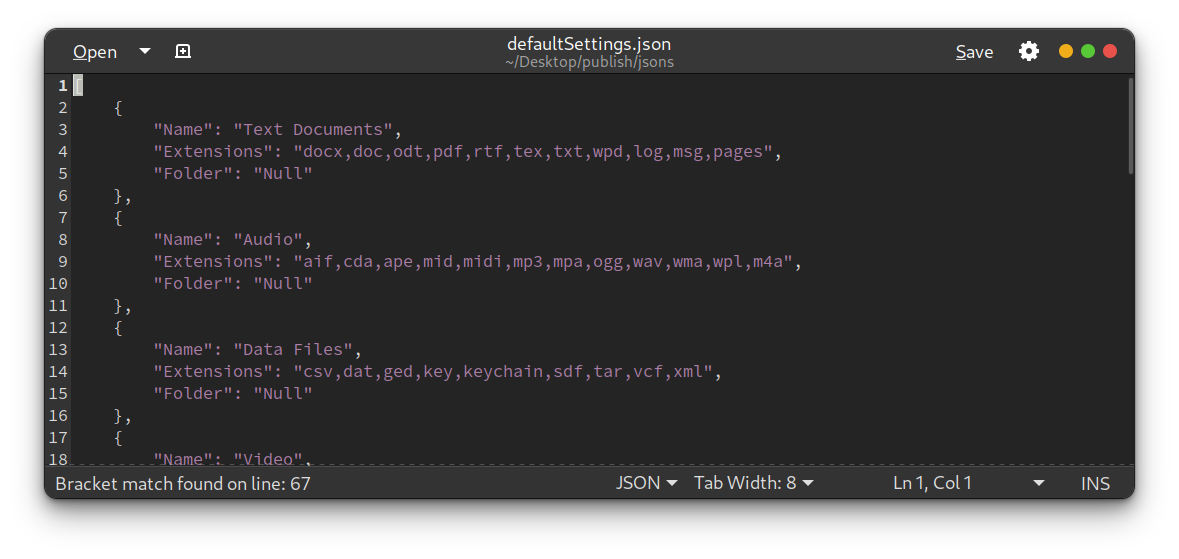 Open
defaultSettings.json
~/Desktop/publish/jsons
Save
1 [
2     {
3         "Name": "Text Documents",
4         "Extensions": "docx,doc,odt,pdf,rtf,tex,txt,wpd,log,msg,pages",
5         "Folder": "Null"
6     },
7     {
8         "Name": "Audio",
9         "Extensions": "aif,cda,ape,mid,midi,mp3,mpa,ogg,wav,wma,wpl,m4a",
10         "Folder": "Null"
11     },
12     {
13         "Name": "Data Files",
14         "Extensions": "csv,dat,ged,key,keychain,sdf,tar,vcf,xml",
15         "Folder": "Null"
16     },
17     {
18         "Name": "Video",
Bracket match found on line: 67 JSON Tab Width: 8 Ln 1, Col 1 INS